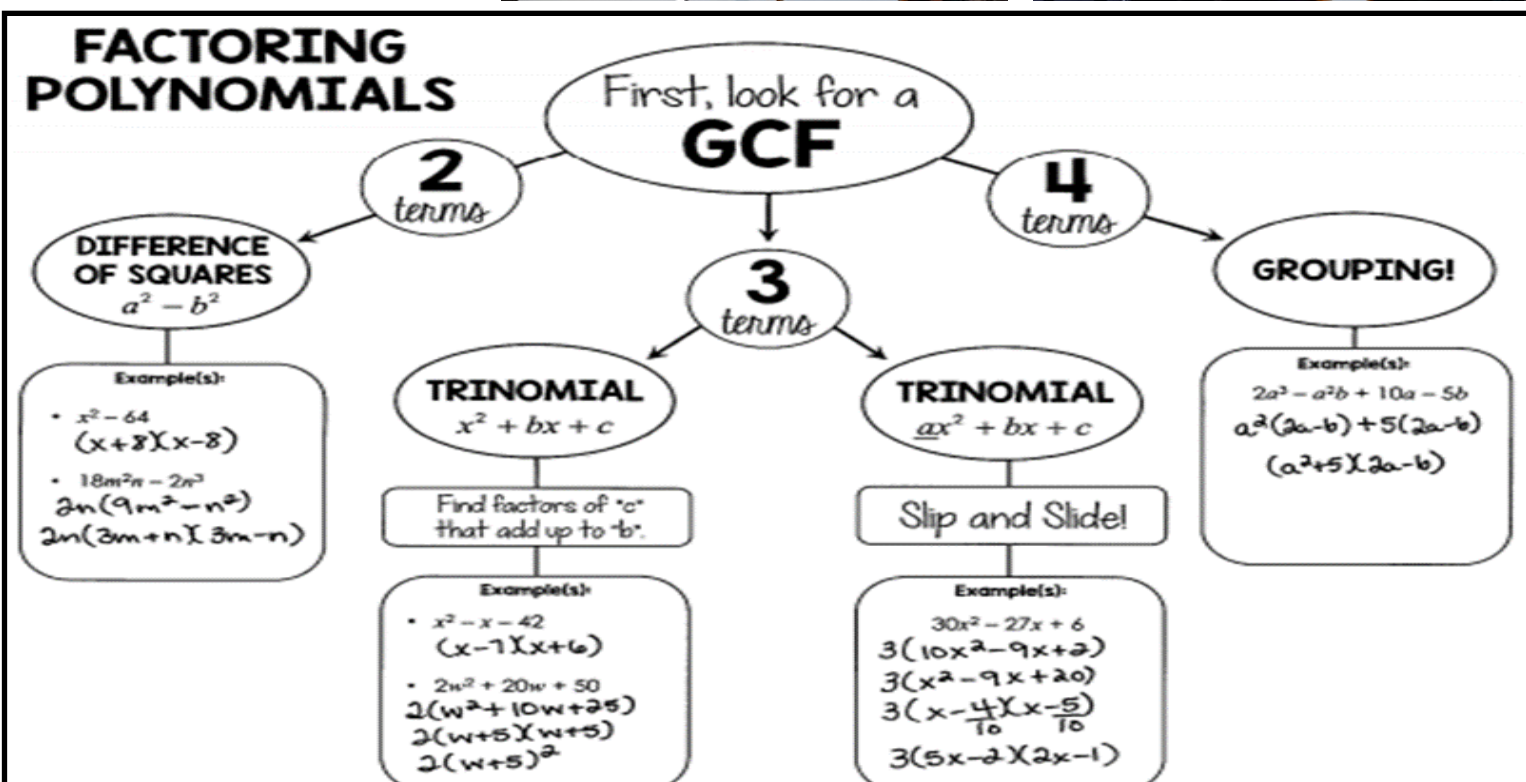 FACTORING
POLYNOMIALS
First, look for a
GCF
2
terms
DIFFERENCE
OF SQUARES
a² − b²
Example(s):
• x² − 64
(x+8)(x−8)
• 18m²n − 2n³
2n(9m²−n²)
2n(3m+n)(3m−n)
3
terms
TRINOMIAL
x² + bx + c
Find factors of "c"
that add up to "b".
Example(s):
• x² − x − 42
(x−7)(x+6)
• 2w² + 20w + 50
2(w²+10w+25)
2(w+5)(w+5)
2(w+5)²
TRINOMIAL
ax² + bx + c
Slip and Slide!
Example(s):
30x² − 27x + 6
3(10x²−9x+2)
3(x²−9x+20)
3(x−4/10)(x−5/10)
3(5x−2)(2x−1)
4
terms
GROUPING!
Example(s):
2a³ − a²b + 10a − 5b
a²(2a−b)+5(2a−b)
(a²+5)(2a−b)